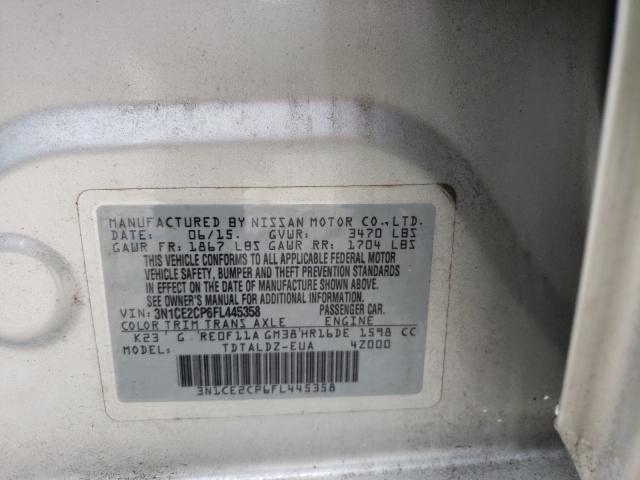 MANUFACTURED BY NISSAN MOTOR CO.,LTD.
DATE: 06/15. GVWR: 3470 LBS
GAWR FR: 1867 LBS GAWR RR: 1704 LBS
THIS VEHICLE CONFORMS TO ALL APPLICABLE FEDERAL MOTOR
VEHICLE SAFETY, BUMPER AND THEFT PREVENTION STANDARDS
IN EFFECT ON THE DATE OF MANUFACTURE SHOWN ABOVE.
SEE OWNER'S MANUAL FOR ADDITIONAL INFORMATION
VIN: 3N1CE2CP6FL445358 PASSENGER CAR.
COLOR TRIM TRANS AXLE ENGINE
K23 G RE0F11A GM38 HR16DE 1598 CC
MODEL TDTALDZ-EUA 4Z000
3N1CE2CP6FL445358